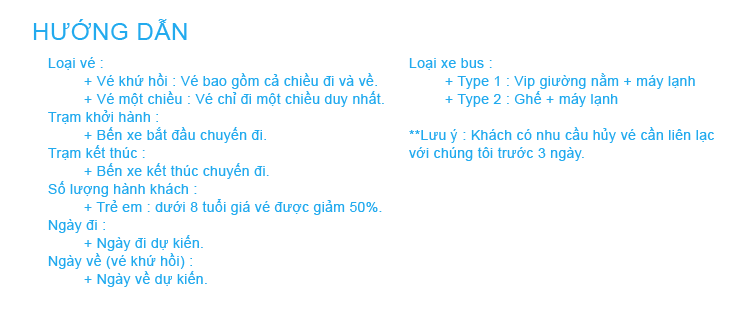 HƯỚNG DẪN
Loại vé :
+ Vé khứ hồi : Vé bao gồm cả chiều đi và về.
+ Vé một chiều : Vé chỉ đi một chiều duy nhất.
Trạm khởi hành :
+ Bến xe bắt đầu chuyến đi.
Trạm kết thúc :
+ Bến xe kết thúc chuyến đi.
Số lượng hành khách :
+ Trẻ em : dưới 8 tuổi giá vé được giảm 50%.
Ngày đi :
+ Ngày đi dự kiến.
Ngày về (vé khứ hồi) :
+ Ngày về dự kiến.
Loại xe bus :
+ Type 1 : Vip giường nằm + máy lạnh
+ Type 2 : Ghế + máy lạnh
**Lưu ý : Khách có nhu cầu hủy vé cần liên lạc
với chúng tôi trước 3 ngày.